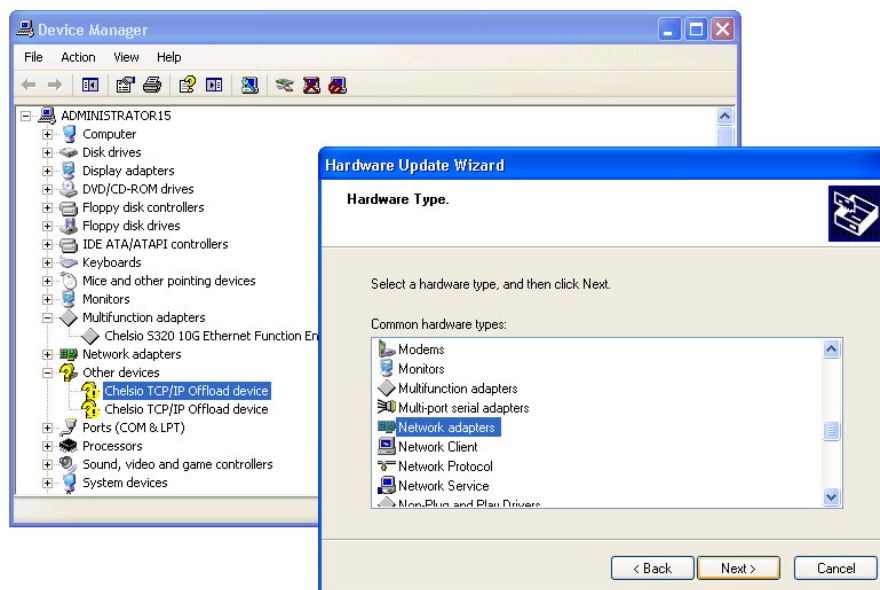 Device Manager
File Action View Help
ADMINISTRATOR15
Computer
Disk drives
Display adapters
DVD/CD-ROM drives
Floppy disk controllers
Floppy disk drives
IDE ATA/ATAPI controllers
Keyboards
Mice and other pointing devices
Monitors
Multifunction adapters
Chelsio S320 10G Ethernet Function En
Network adapters
Other devices
Chelsio TCP/IP Offload device
Chelsio TCP/IP Offload device
Ports (COM & LPT)
Processors
Sound, video and game controllers
System devices
Hardware Update Wizard
Hardware Type.
Select a hardware type, and then click Next.
Common hardware types:
Modems
Monitors
Multifunction adapters
Multi-port serial adapters
Network adapters
Network Client
Network Protocol
Network Service
Non-Plug and Play Drivers
< Back Next > Cancel